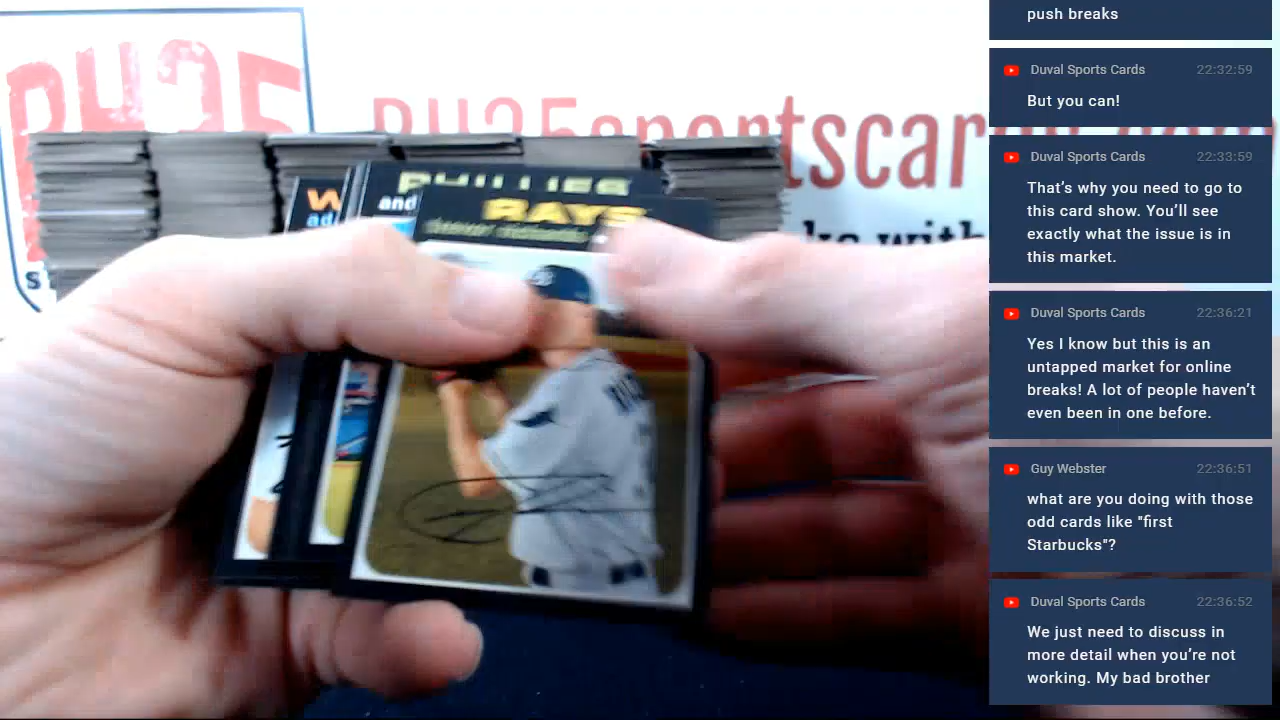 push breaks
Duval Sports Cards 22:32:59
But you can!
Duval Sports Cards 22:33:59
That's why you need to go to
this card show. You'll see
exactly what the issue is in
this market.
Duval Sports Cards 22:36:21
Yes I know but this is an
untapped market for online
breaks! A lot of people haven't
even been in one before.
Guy Webster 22:36:51
what are you doing with those
odd cards like "first
Starbucks"?
Duval Sports Cards 22:36:52
We just need to discuss in
more detail when you're not
working. My bad brother
PHILLIES
and
RAYS